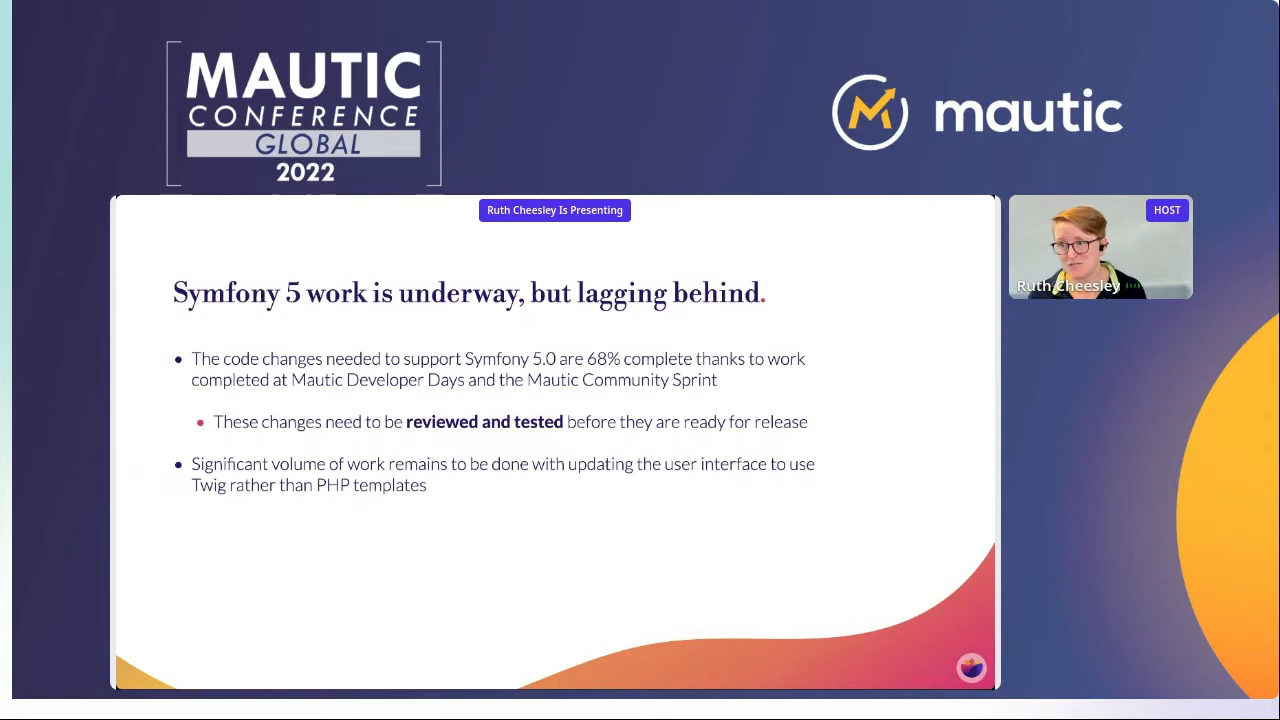 MAUTIC
CONFERENCE
GLOBAL
2022
mautic
Ruth Cheesley Is Presenting
HOST
Ruth Cheesley
Symfony 5 work is underway, but lagging behind.
• The code changes needed to support Symfony 5.0 are 68% complete thanks to work
completed at Mautic Developer Days and the Mautic Community Sprint
• These changes need to be reviewed and tested before they are ready for release
• Significant volume of work remains to be done with updating the user interface to use
Twig rather than PHP templates